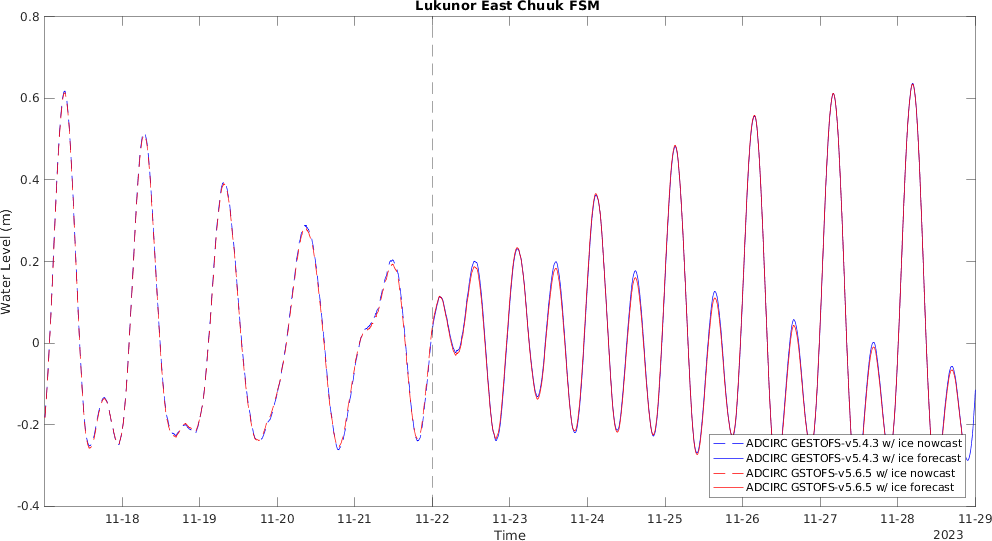 Lukunor East Chuuk FSM
0.8
0.6
0.4
0.2
0
-0.2
-0.4
Water Level (m)
ADCIRC GESTOFS-v5.4.3 w/ ice nowcast
ADCIRC GESTOFS-v5.4.3 w/ ice forecast
ADCIRC GSTOFS-v5.6.5 w/ ice nowcast
ADCIRC GSTOFS-v5.6.5 w/ ice forecast
11-18 11-19 11-20 11-21 11-22 11-23 11-24 11-25 11-26 11-27 11-28 11-29
Time
2023